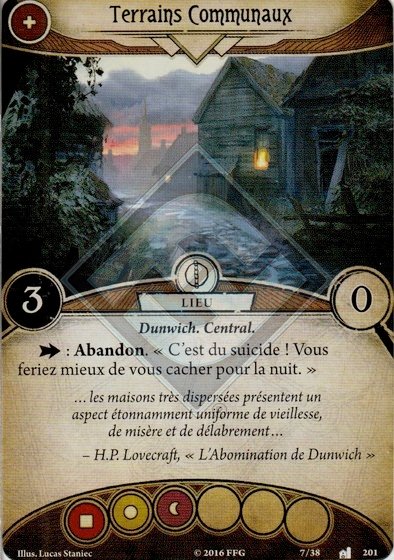 Terrains Communaux
3
LIEU
0
Dunwich. Central.
: Abandon. « C'est du suicide ! Vous
feriez mieux de vous cacher pour la nuit. »
…les maisons très dispersées présentent un
aspect étonnamment uniforme de vieillesse,
de misère et de délabrement…
– H.P. Lovecraft, « L'Abomination de Dunwich »
Illus. Lucas Staniec
© 2016 FFG
7/38
201